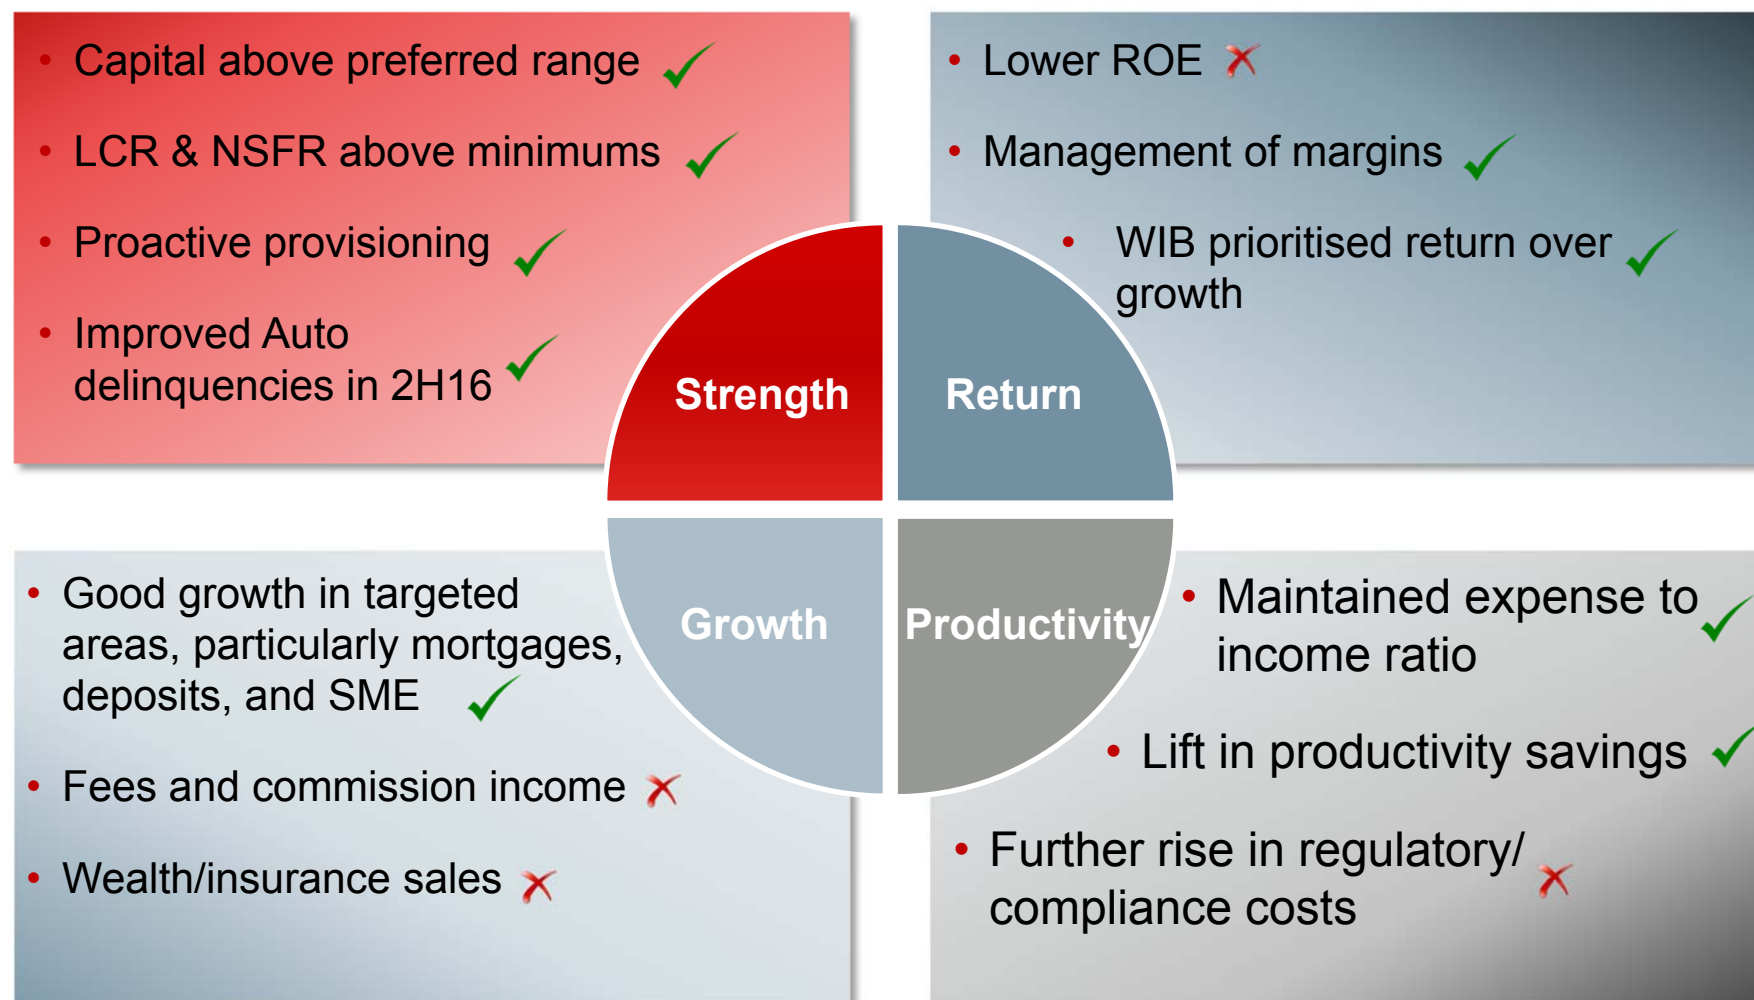 • Capital above preferred range
• LCR & NSFR above minimums
• Proactive provisioning
• Improved Auto
delinquencies in 2H16
• Lower ROE
• Management of margins
• WIB prioritised return over
growth
Strength
Return
Growth
Productivity
• Good growth in targeted
areas, particularly mortgages,
deposits, and SME
• Fees and commission income
• Wealth/insurance sales
• Maintained expense to
income ratio
• Lift in productivity savings
• Further rise in regulatory/
compliance costs